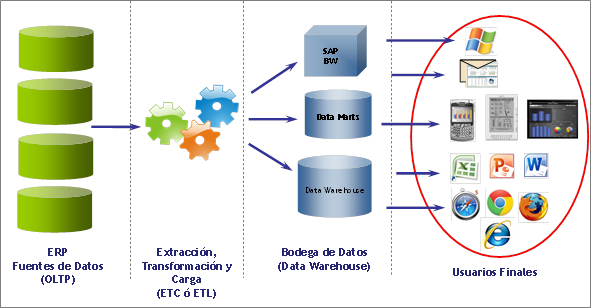 SAP
BW
Data Marts
Data Warehouse
ERP
Fuentes de Datos
(OLTP)
Extracción,
Transformación y
Carga
(ETC ó ETL)
Bodega de Datos
(Data Warehouse)
Usuarios Finales